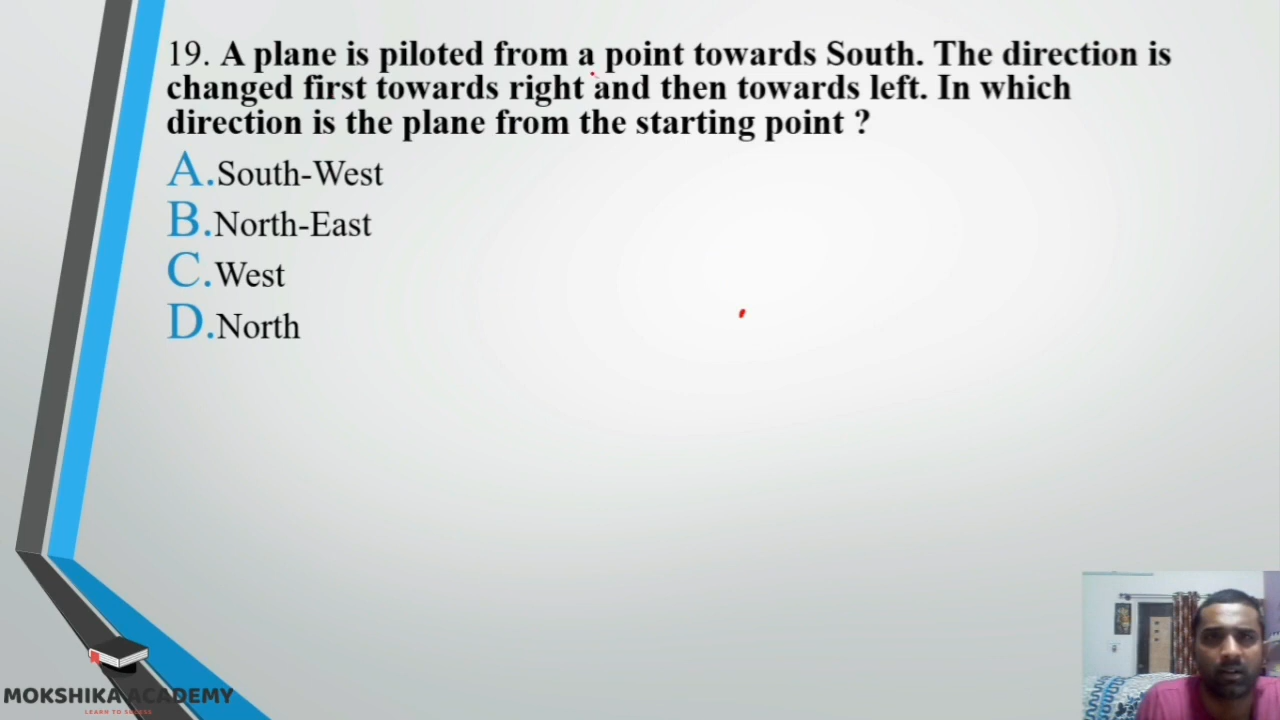 19. A plane is piloted from a point towards South. The direction is
changed first towards right and then towards left. In which
direction is the plane from the starting point ?
A.South-West
B.North-East
C.West
D.North
MOKSHIKA ACADEMY